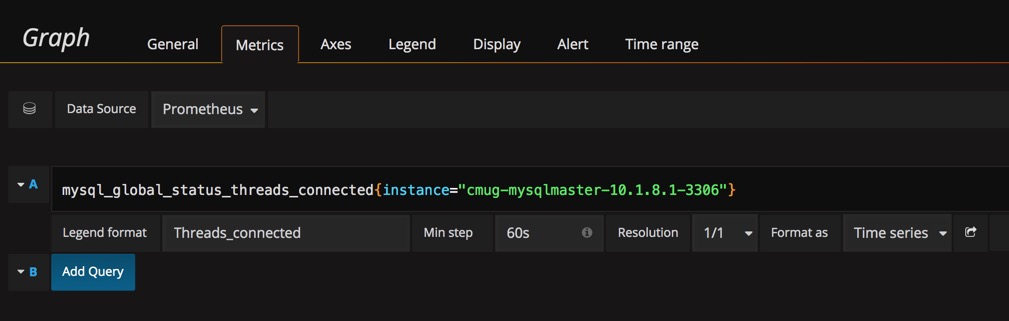 Graph General Metrics Axes Legend Display Alert Time range
Data Source Prometheus
A mysql_global_status_threads_connected{instance="cmug-mysqlmaster-10.1.8.1-3306"}
Legend format Threads_connected Min step 60s Resolution 1/1 Format as Time series
B Add Query